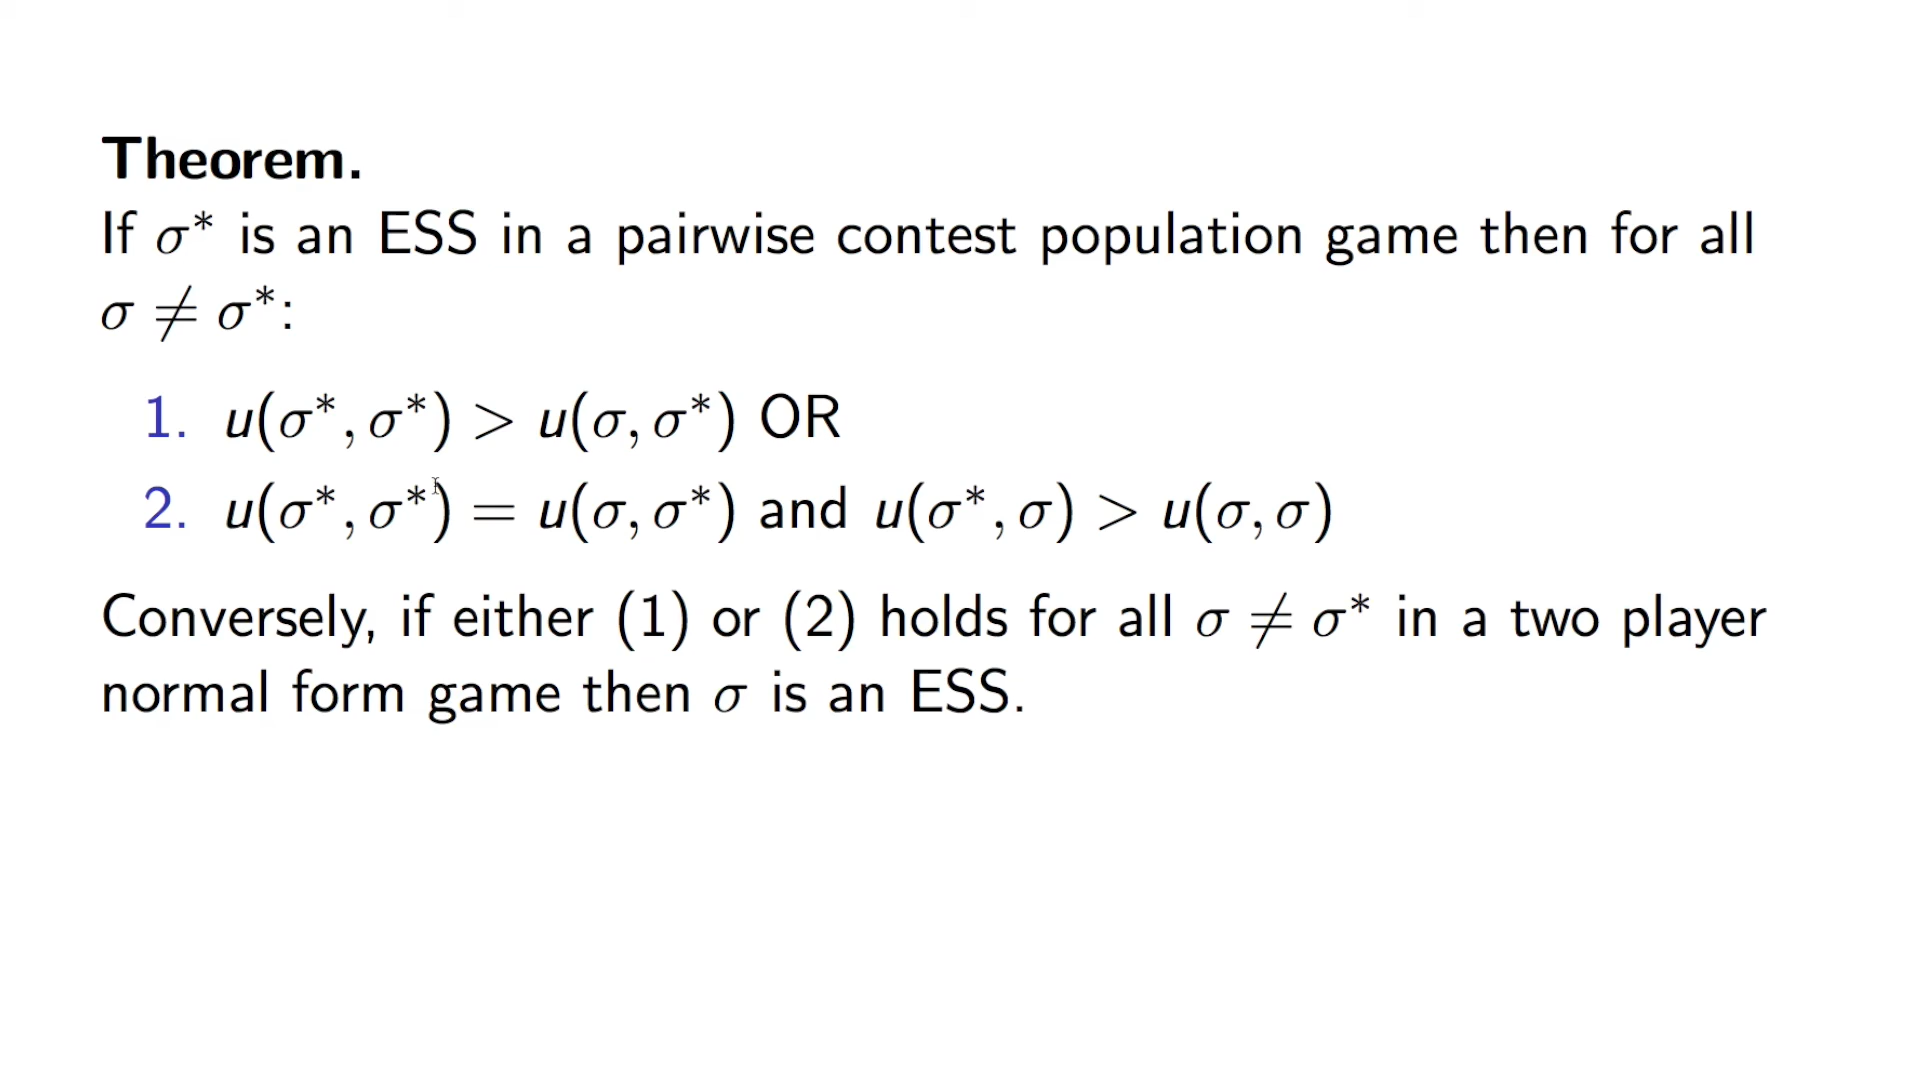 Theorem.
If σ* is an ESS in a pairwise contest population game then for all
σ ≠ σ*:
1. u(σ*, σ*) > u(σ, σ*) OR
2. u(σ*, σ*) = u(σ, σ*) and u(σ*, σ) > u(σ, σ)
Conversely, if either (1) or (2) holds for all σ ≠ σ* in a two player
normal form game then σ is an ESS.